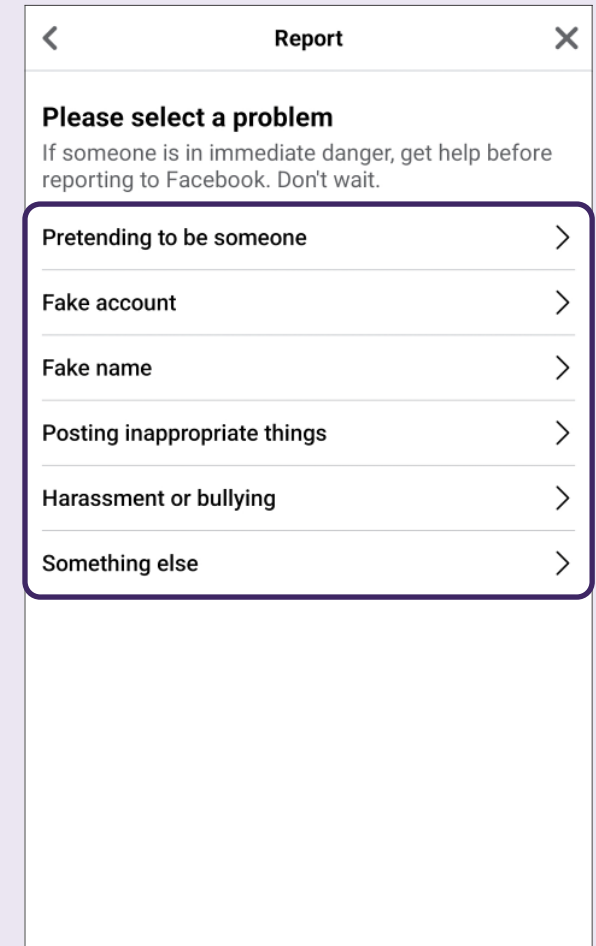 Report
Please select a problem
If someone is in immediate danger, get help before
reporting to Facebook. Don't wait.
Pretending to be someone
Fake account
Fake name
Posting inappropriate things
Harassment or bullying
Something else